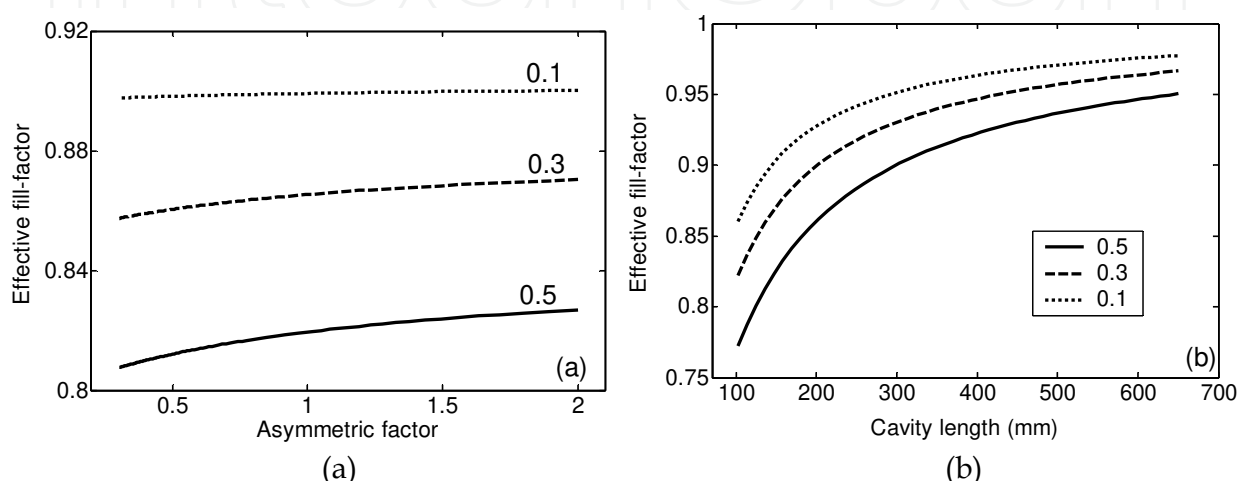 0.92
0.88
0.84
0.8
Effective fill-factor
0.1
0.3
0.5
(a)
0.5 1 1.5 2
Asymmetric factor
(a)
1
0.95
0.9
0.85
0.8
0.75
Effective fill-factor
0.5
0.3
0.1
(b)
100 200 300 400 500 600 700
Cavity length (mm)
(b)